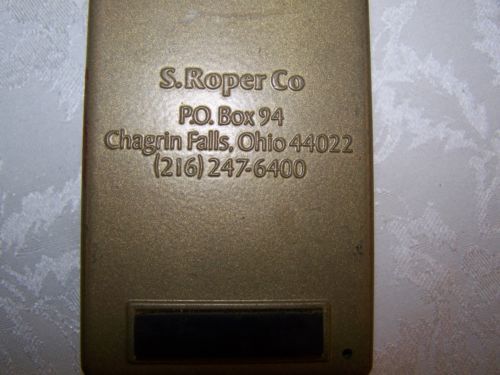 S. Roper Co
P.O. Box 94
Chagrin Falls, Ohio 44022
(216) 247-6400